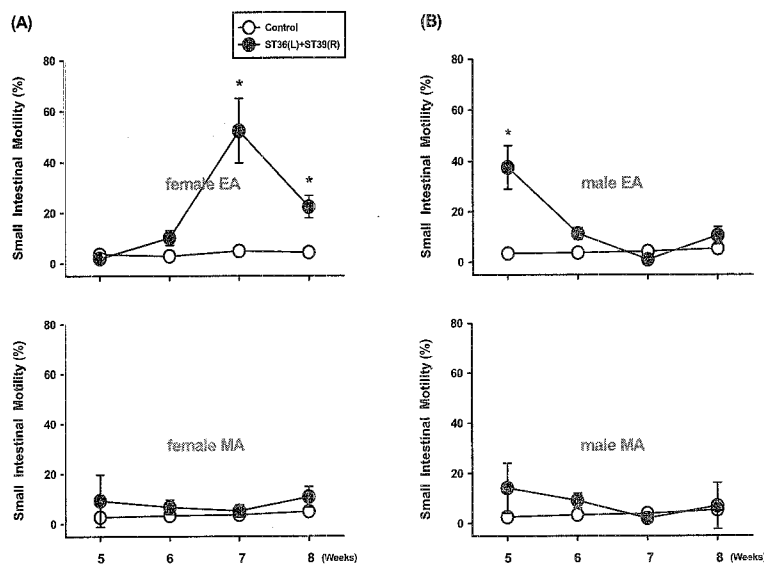 (A)
Control
ST36(L)+ST39(R)
(B)
Small Intestinal Motility (%)
80
60
40
20
0
*
*
female EA
Small Intestinal Motility (%)
80
60
40
20
0
*
male EA
Small Intestinal Motility (%)
80
60
40
20
0
female MA
5 6 7 8 (Weeks)
Small Intestinal Motility (%)
80
60
40
20
0
male MA
5 6 7 8 (Weeks)